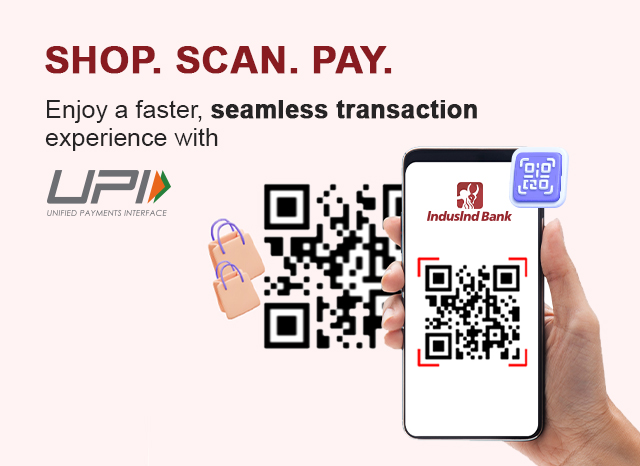 SHOP. SCAN. PAY.
Enjoy a faster, seamless transaction
experience with
UPI
UNIFIED PAYMENTS INTERFACE
IndusInd Bank